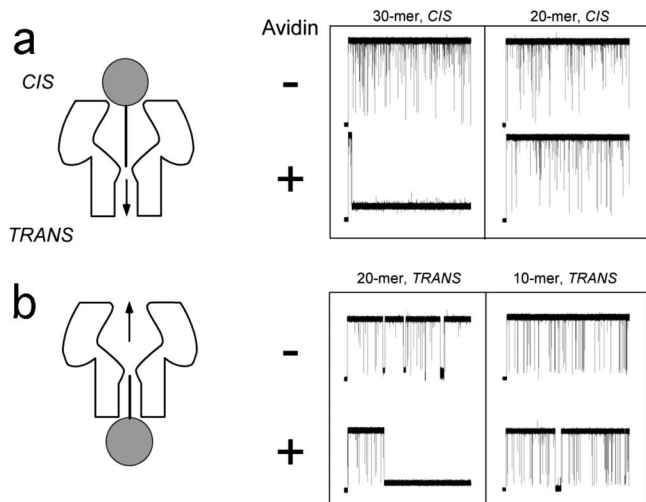 a
CIS
TRANS
Avidin
-
+
30-mer, CIS
20-mer, CIS
b
-
+
20-mer, TRANS
10-mer, TRANS